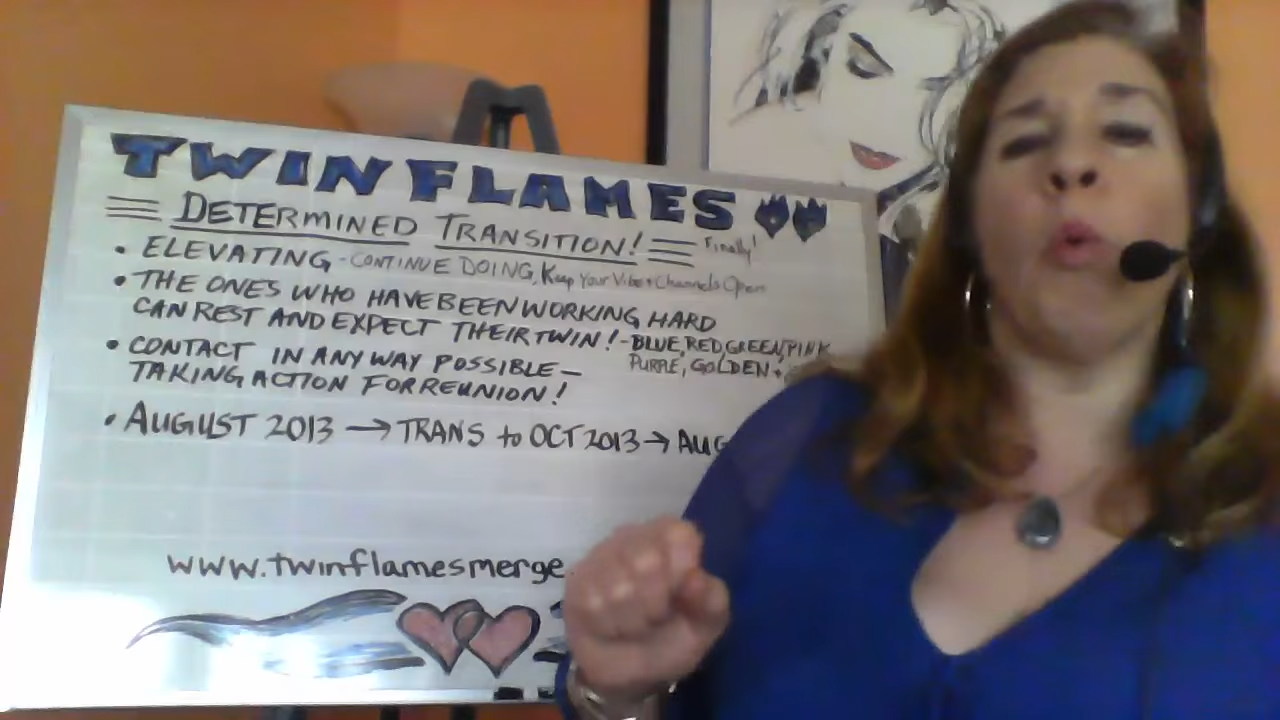 TWIN FLAMES
DETERMINED TRANSITION! Finally!
• ELEVATING - CONTINUE DOING, Keep Your Vibe + Channels Open
• THE ONES WHO HAVE BEEN WORKING HARD
CAN REST AND EXPECT THEIR TWIN! - BLUE, RED, GREEN, PINK
PURPLE, GOLDEN +
• CONTACT IN ANY WAY POSSIBLE -
TAKING ACTION FOR REUNION!
• AUGUST 2013 → TRANS to OCT 2013 → AUG
www.twinflamesmerge.